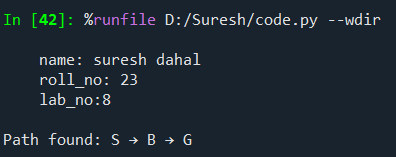 In [42]: %runfile D:/Suresh/code.py --wdir
name: suresh dahal
roll_no: 23
lab_no:8
Path found: S → B → G